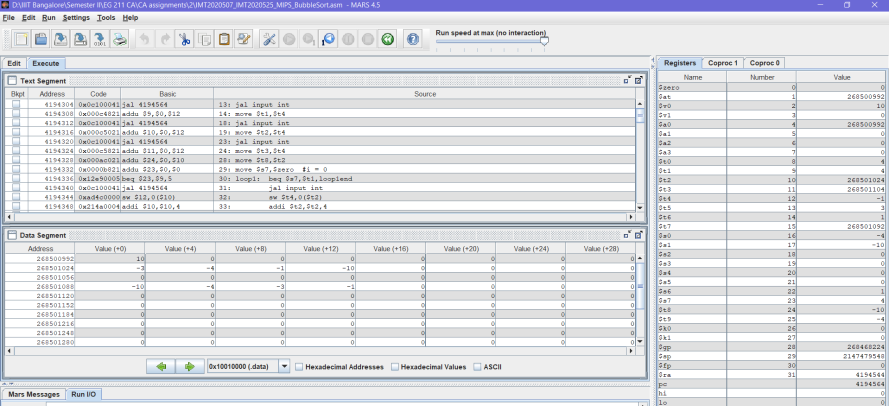 D:\IIIT Bangalore\Semester II\EG 211 CA\CA assignments\2\IMT2020507_IMT2020525_MIPS_BubbleSort.asm - MARS 4.5
File Edit Run Settings Tools Help
Run speed at max (no interaction)
Edit Execute
Text Segment
Bkpt Address Code Basic Source
4194304 0x0c100041 jal 4194564 13: jal input int
4194308 0x000c4821 addu $9,$0,$12 14: move $t1,$t4
4194312 0x0c100041 jal 4194564 18: jal input int
4194316 0x000c5021 addu $10,$0,$12 19: move $t2,$t4
4194320 0x0c100041 jal 4194564 23: jal input int
4194324 0x000c5821 addu $11,$0,$12 24: move $t3,$t4
4194328 0x000ac021 addu $24,$0,$10 28: move $t8,$t2
4194332 0x0000b821 addu $23,$0,$0 29: move $s7,$zero #i = 0
4194336 0x12e90005 beq $23,$9,5 30: loop1: beq $s7,$t1,loop1end
4194340 0x0c100041 jal 4194564 31: jal input int
4194344 0xad4c0000 sw $12,0($10) 32: sw $t4,0($t2)
4194348 0x214a0004 addi $10,$10,4 33: addi $t2,$t2,4
Data Segment
Address Value (+0) Value (+4) Value (+8) Value (+12) Value (+16) Value (+20) Value (+24) Value (+28)
268500992 10 0 0 0 0 0 0 0
268501024 -3 -4 -1 -10 0 0 0 0
268501056 0 0 0 0 0 0 0 0
268501088 -10 -4 -3 -1 0 0 0 0
268501120 0 0 0 0 0 0 0 0
268501152 0 0 0 0 0 0 0 0
268501184 0 0 0 0 0 0 0 0
268501216 0 0 0 0 0 0 0 0
268501248 0 0 0 0 0 0 0 0
268501280 0 0 0 0 0 0 0 0
0x10010000 (.data) Hexadecimal Addresses Hexadecimal Values ASCII
Mars Messages Run I/O
Registers Coproc 1 Coproc 0
Name Number Value
$zero 0 0
$at 1 268500992
$v0 2 10
$v1 3 0
$a0 4 268500992
$a1 5 0
$a2 6 0
$a3 7 0
$t0 8 4
$t1 9 4
$t2 10 268501024
$t3 11 268501104
$t4 12 -1
$t5 13 3
$t6 14 1
$t7 15 268501092
$s0 16 -4
$s1 17 -10
$s2 18 0
$s3 19 0
$s4 20 0
$s5 21 0
$s6 22 1
$s7 23 4
$t8 24 -10
$t9 25 -4
$k0 26 0
$k1 27 0
$gp 28 268468224
$sp 29 2147479548
$fp 30 0
$ra 31 4194544
pc 4194564
hi 0
lo 0